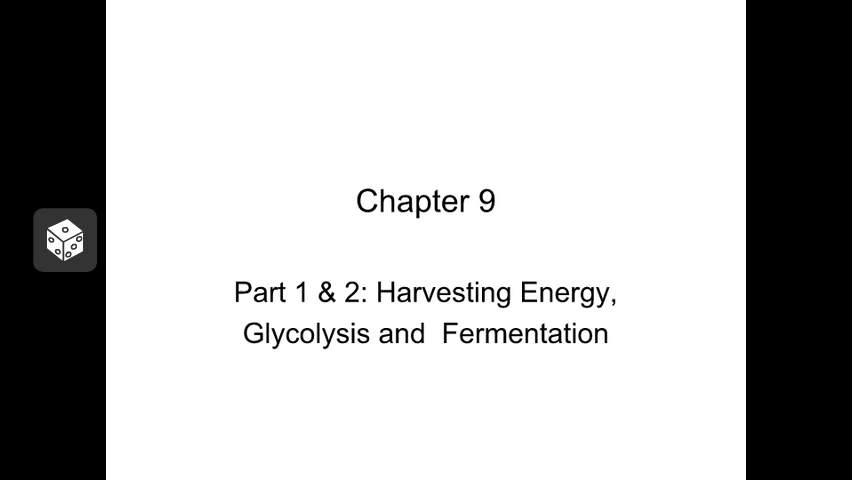 Chapter 9
Part 1 & 2: Harvesting Energy,
Glycolysis and  Fermentation